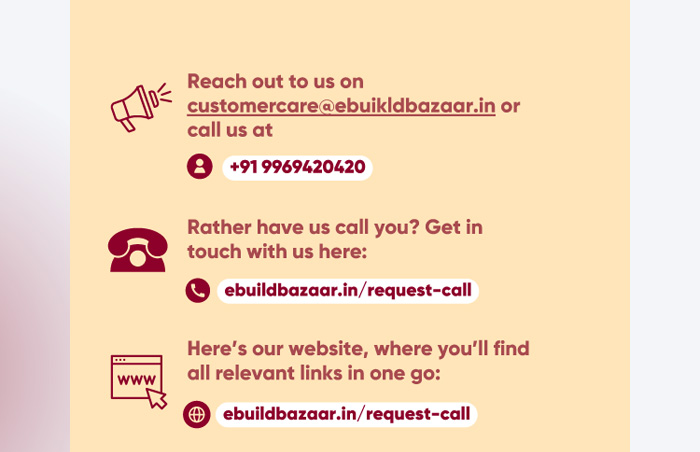 Reach out to us on
customercare@ebuikldbazaar.in or
call us at
+91 9969420420
Rather have us call you? Get in
touch with us here:
ebuildbazaar.in/request-call
Here's our website, where you'll find
all relevant links in one go:
www
ebuildbazaar.in/request-call